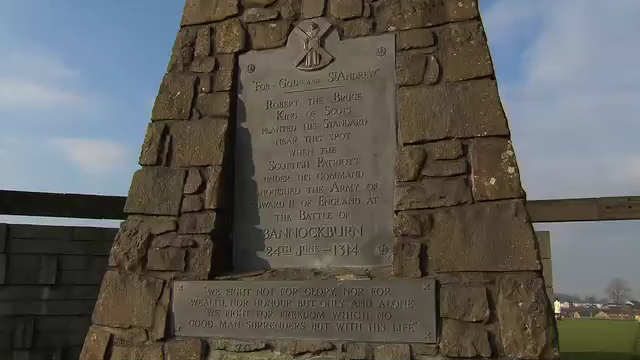 "FOR GOD AND ST ANDREW"
ROBERT THE BRUCE
KING OF SCOTS
PLANTED HIS STANDARD
NEAR THIS SPOT
WHEN THE
SCOTTISH PATRIOTS
UNDER HIS COMMAND
VANQUISHED THE ARMY OF
EDWARD II OF ENGLAND AT
THE BATTLE OF
BANNOCKBURN
24TH JUNE - 1314
"WE FIGHT NOT FOR GLORY, NOR FOR
WEALTH, NOR HONOUR BUT ONLY AND ALONE
WE FIGHT FOR FREEDOM WHICH NO
GOOD MAN SURRENDERS BUT WITH HIS LIFE"